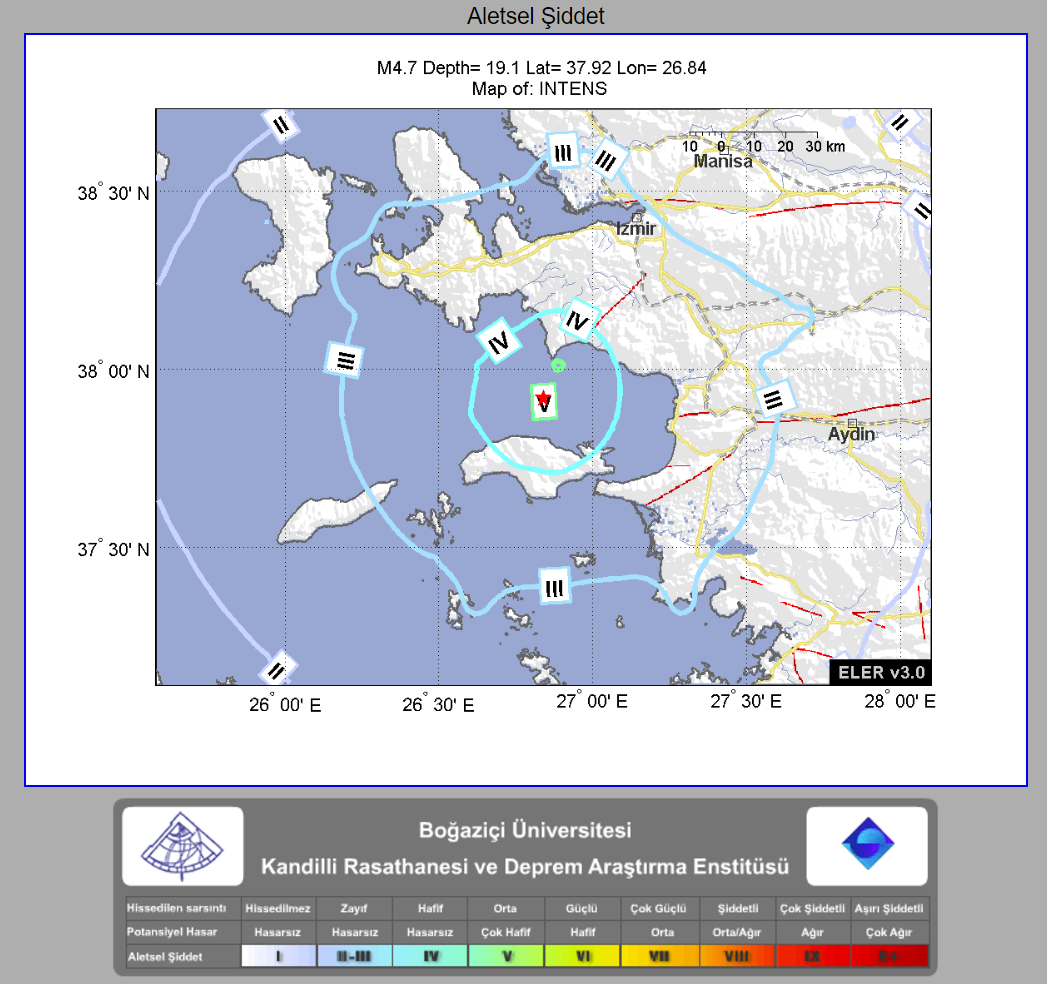 Aletsel Şiddet
M4.7 Depth= 19.1 Lat= 37.92 Lon= 26.84
Map of: INTENS
II
II
III
III
10 0 10 20 30 km
Manisa
38° 30' N
II
Izmir
IV
IV
III
38° 00' N
V
III
Aydin
37° 30' N
III
II
ELER v3.0
26° 00' E
26° 30' E
27° 00' E
27° 30' E
28° 00' E
Boğaziçi Üniversitesi
Kandilli Rasathanesi ve Deprem Araştırma Enstitüsü
Hissedilen sarsıntı Hissedilmez Zayıf Hafif Orta Güçlü Çok Güçlü Şiddetli Çok Şiddetli Aşırı Şiddetli
Potansiyel Hasar Hasarsız Hasarsız Hasarsız Çok Hafif Hafif Orta Orta/Ağır Ağır Çok Ağır
Aletsel Şiddet I II-III IV V VI VII VIII IX X+